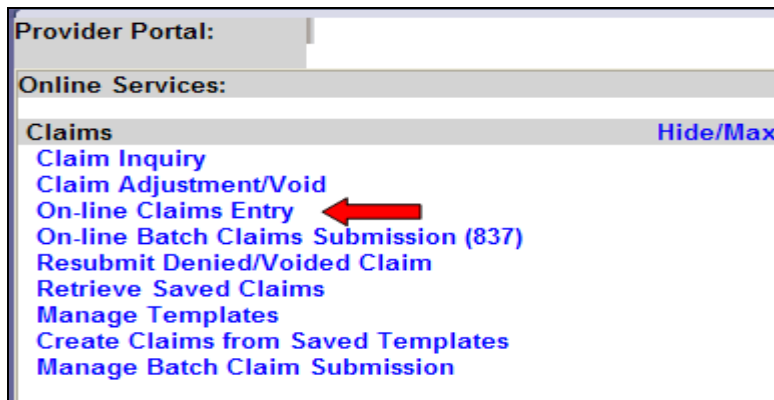 Provider Portal:
Online Services:
Claims Hide/Max
Claim Inquiry
Claim Adjustment/Void
On-line Claims Entry
On-line Batch Claims Submission (837)
Resubmit Denied/Voided Claim
Retrieve Saved Claims
Manage Templates
Create Claims from Saved Templates
Manage Batch Claim Submission